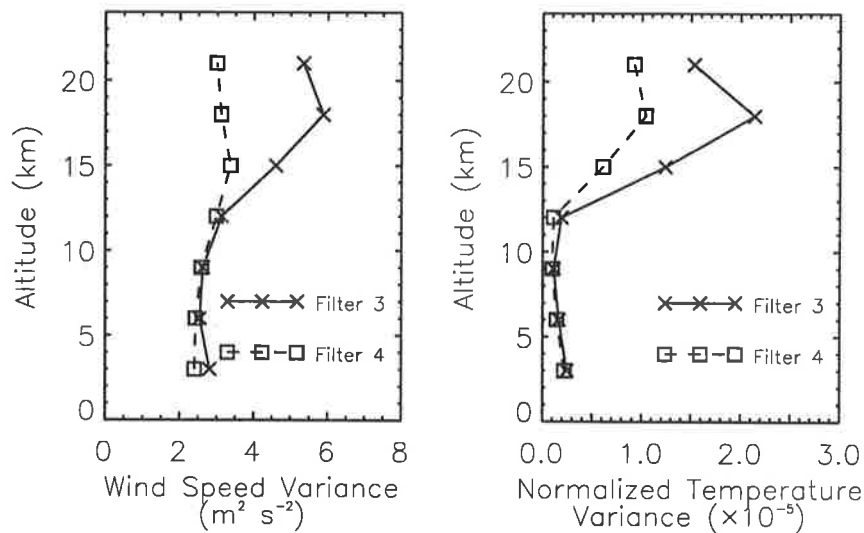 20
15
10
5
0
Altitude (km)
Filter 3
Filter 4
0 2 4 6 8
Wind Speed Variance
(m² s⁻²)
20
15
10
5
0
Altitude (km)
Filter 3
Filter 4
0.0 1.0 2.0 3.0
Normalized Temperature
Variance (×10⁻⁵)